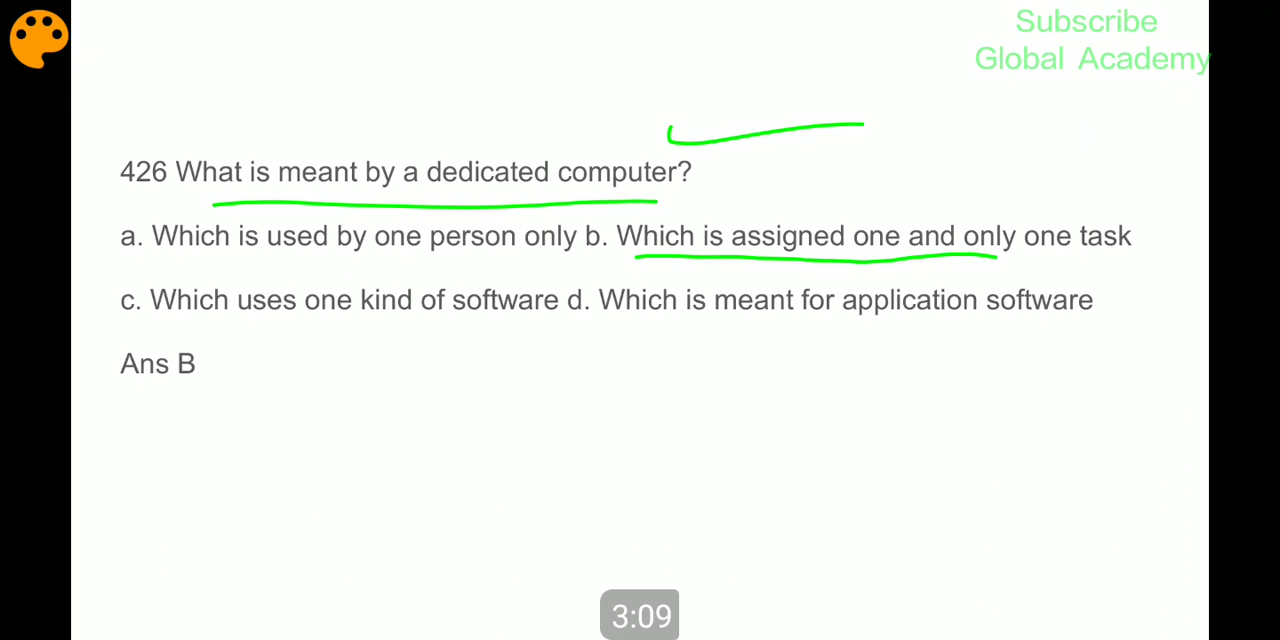 Subscribe
Global Academy
426 What is meant by a dedicated computer?
a. Which is used by one person only b. Which is assigned one and only one task
c. Which uses one kind of software d. Which is meant for application software
Ans B
3:09